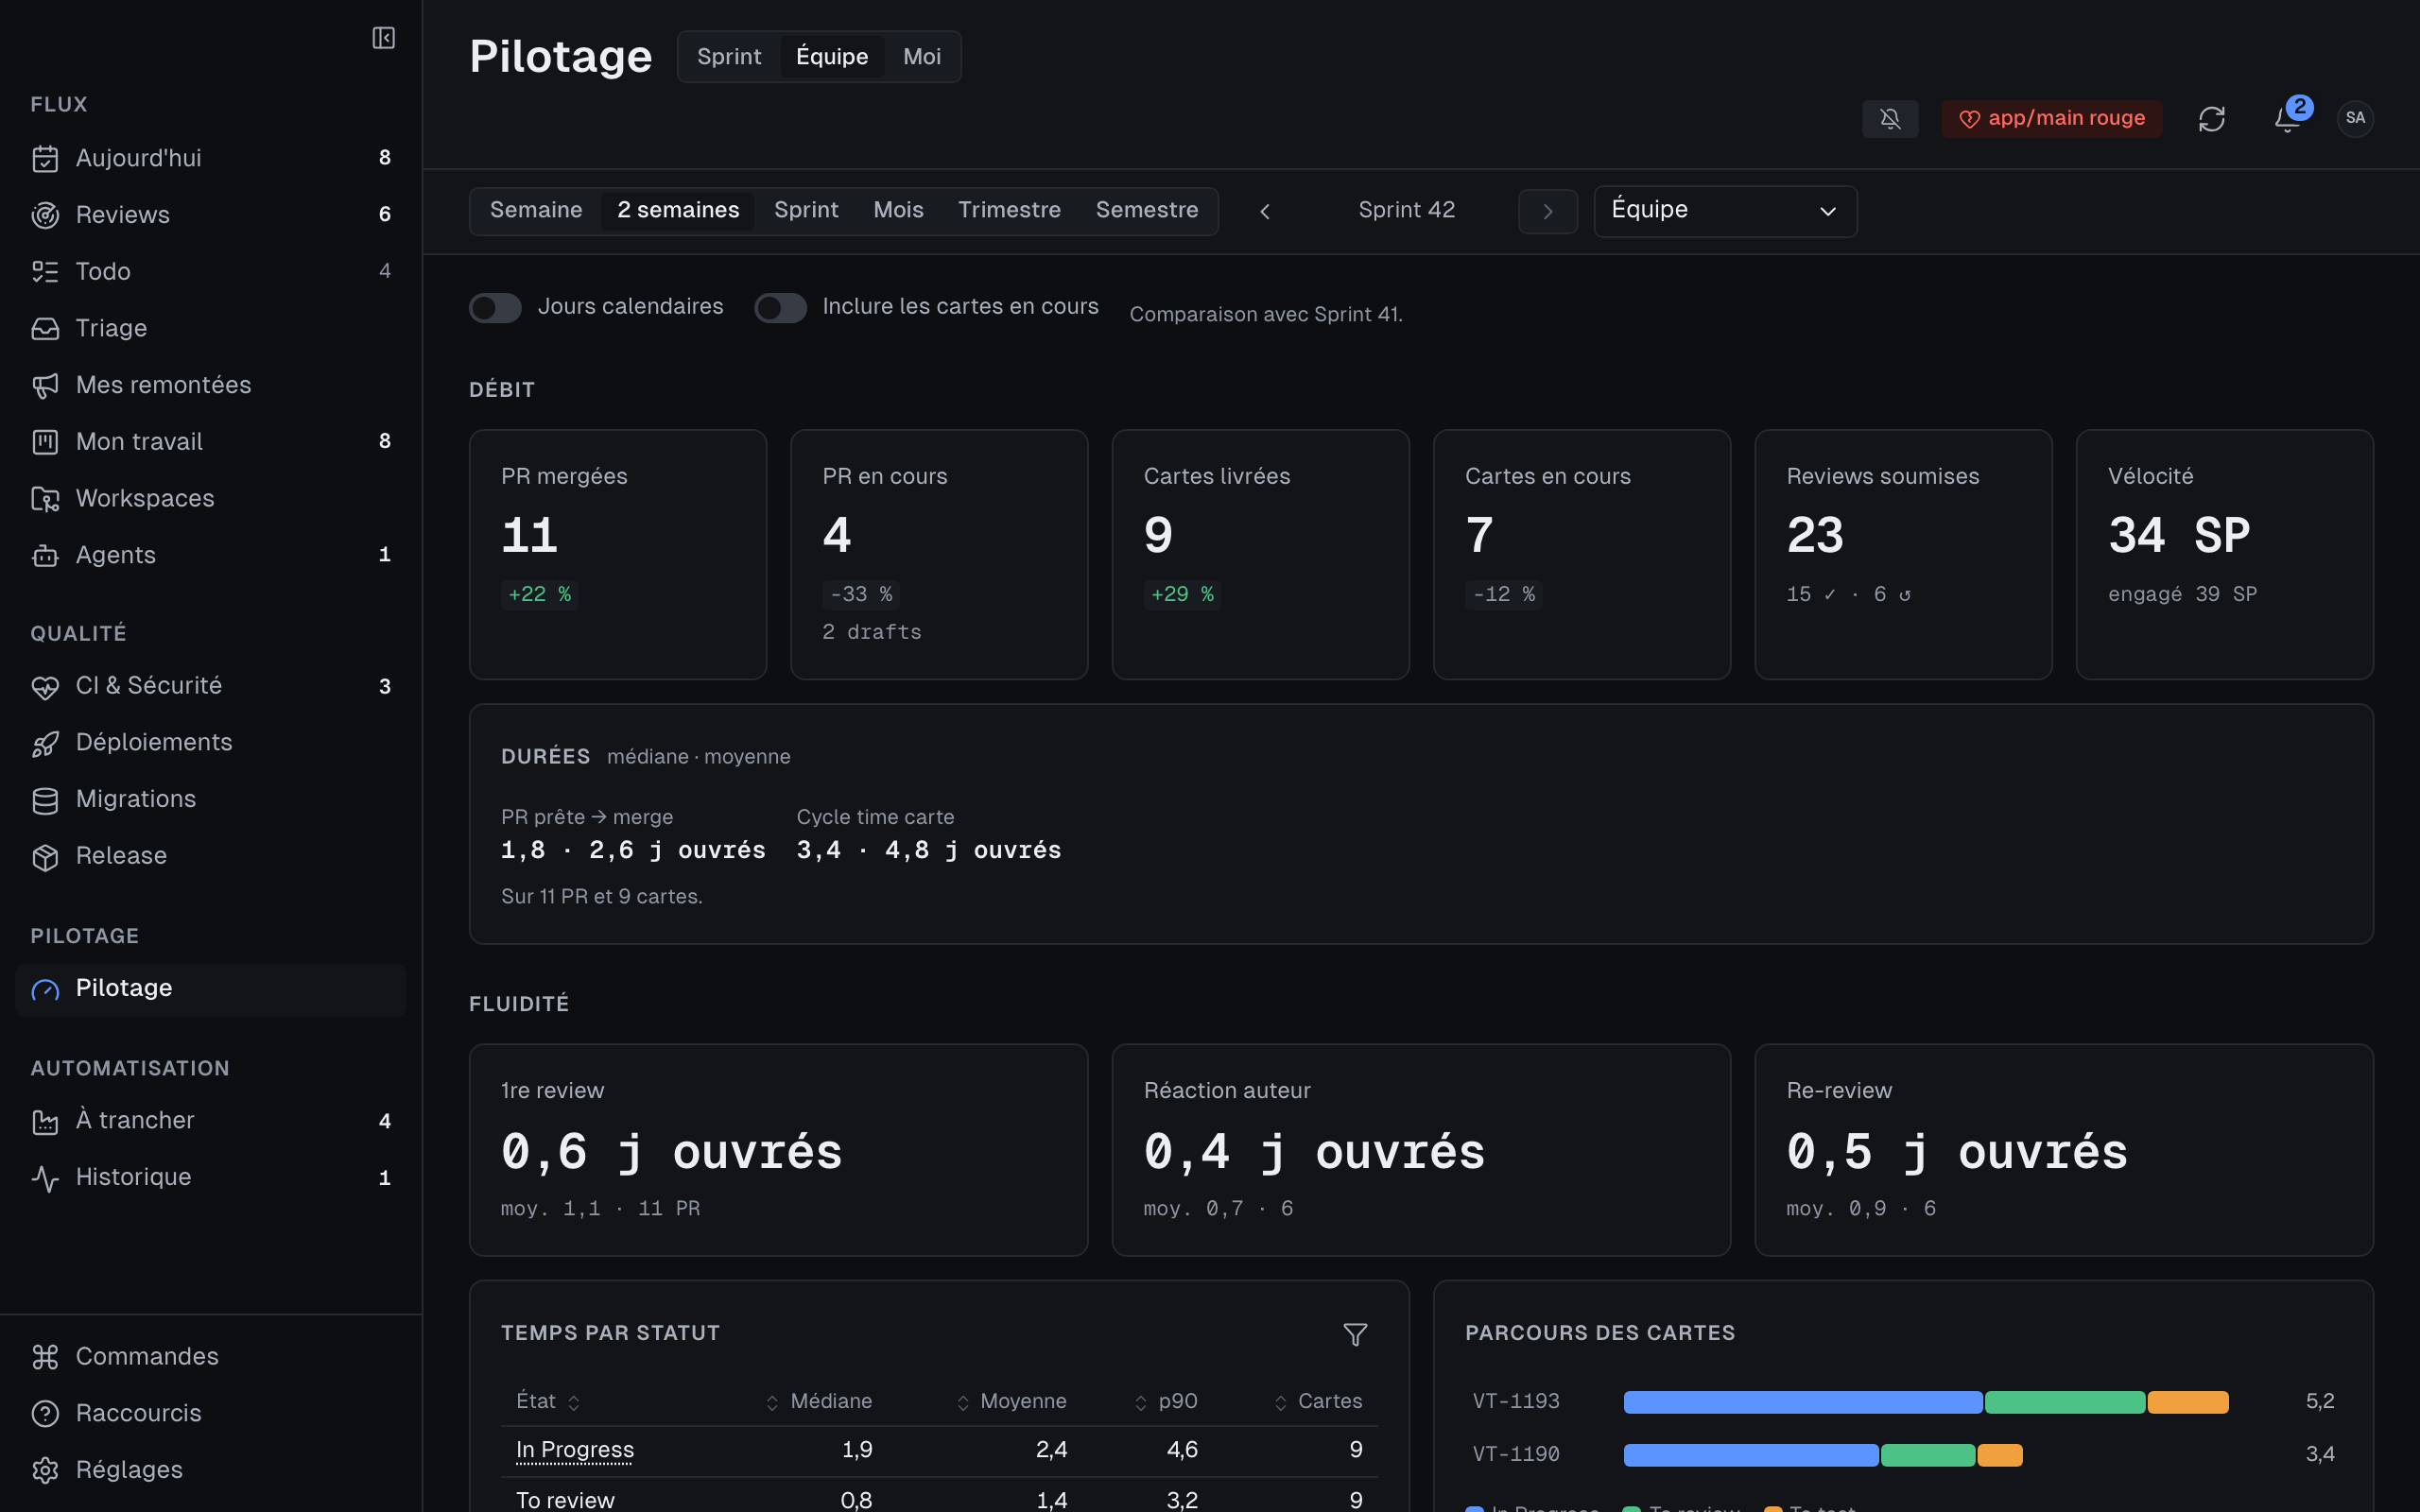 FLUX
Aujourd'hui 8
Reviews 6
Todo 4
Triage
Mes remontées
Mon travail 8
Workspaces
Agents 1
QUALITÉ
CI & Sécurité 3
Déploiements
Migrations
Release
PILOTAGE
Pilotage
AUTOMATISATION
À trancher 4
Historique 1
Commandes
Raccourcis
Réglages
Pilotage Sprint Équipe Moi
app/main rouge 2 SA
Semaine 2 semaines Sprint Mois Trimestre Semestre Sprint 42 Équipe
Jours calendaires Inclure les cartes en cours Comparaison avec Sprint 41.
DÉBIT
PR mergées
11
+22 %
PR en cours
4
-33 %
2 drafts
Cartes livrées
9
+29 %
Cartes en cours
7
-12 %
Reviews soumises
23
15 ✓ · 6 ↺
Vélocité
34 SP
engagé 39 SP
DURÉES médiane · moyenne
PR prête → merge
1,8 · 2,6 j ouvrés
Cycle time carte
3,4 · 4,8 j ouvrés
Sur 11 PR et 9 cartes.
FLUIDITÉ
1re review
0,6 j ouvrés
moy. 1,1 · 11 PR
Réaction auteur
0,4 j ouvrés
moy. 0,7 · 6
Re-review
0,5 j ouvrés
moy. 0,9 · 6
TEMPS PAR STATUT
État Médiane Moyenne p90 Cartes
In Progress 1,9 2,4 4,6 9
To review 0,8 1,4 3,2 9
PARCOURS DES CARTES
VT-1193 5,2
VT-1190 3,4
In Progress To review To test